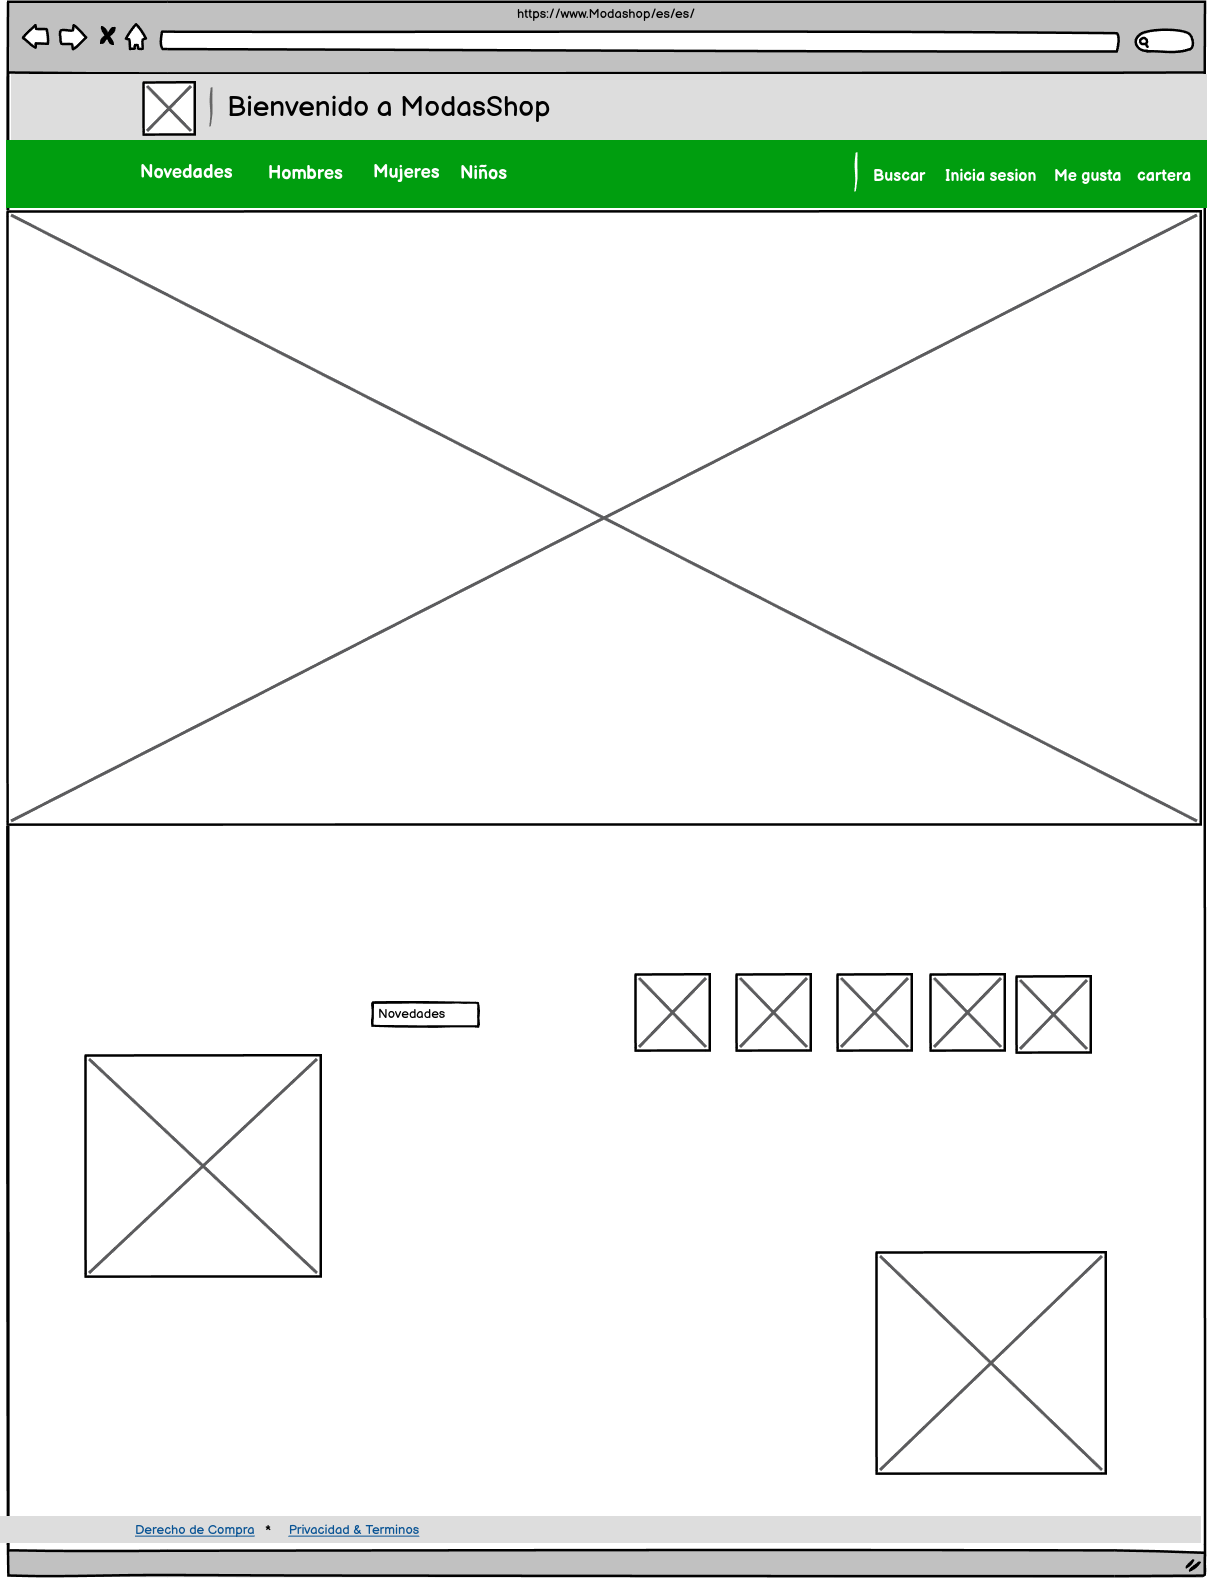 https://www.Modashop/es/es/
Bienvenido a ModasShop
Novedades Hombres Mujeres Niños Buscar Inicia sesion Me gusta cartera
Novedades
Derecho de Compra * Privacidad & Terminos